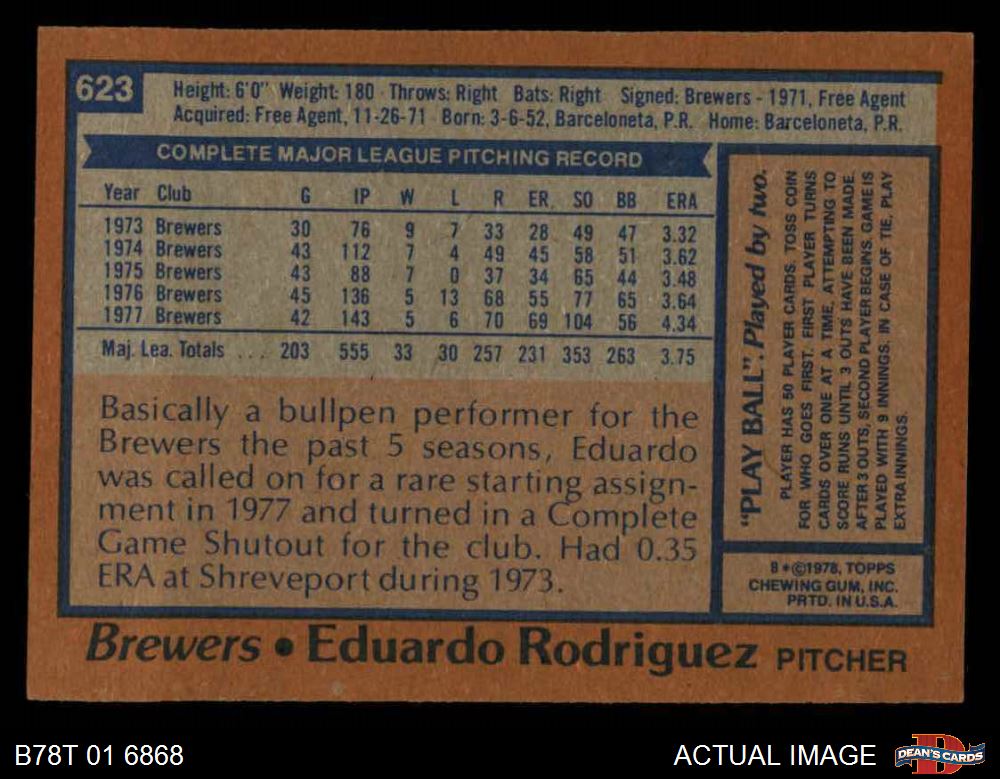 623
Height: 6'0" Weight: 180 Throws: Right Bats: Right Signed: Brewers - 1971, Free Agent
Acquired: Free Agent, 11-26-71 Born: 3-6-52, Barceloneta, P.R. Home: Barceloneta, P.R.
COMPLETE MAJOR LEAGUE PITCHING RECORD
Year Club G IP W L R ER SO BB ERA
1973 Brewers 30 76 9 7 33 28 49 47 3.32
1974 Brewers 43 112 7 4 49 45 58 51 3.62
1975 Brewers 43 88 7 0 37 34 65 44 3.48
1976 Brewers 45 136 5 13 68 55 77 65 3.64
1977 Brewers 42 143 5 6 70 69 104 56 4.34
Maj. Lea. Totals ... 203 555 33 30 257 231 353 263 3.75
Basically a bullpen performer for the
Brewers the past 5 seasons, Eduardo
was called on for a rare starting assign-
ment in 1977 and turned in a Complete
Game Shutout for the club. Had 0.35
ERA at Shreveport during 1973.
"PLAY BALL". Played by two.
PLAYER HAS 50 PLAYER CARDS. TOSS COIN
FOR WHO GOES FIRST. FIRST PLAYER TURNS
CARDS OVER ONE AT A TIME, ATTEMPTING TO
SCORE RUNS UNTIL 3 OUTS HAVE BEEN MADE.
AFTER 3 OUTS, SECOND PLAYER BEGINS. GAME IS
PLAYED WITH 9 INNINGS. IN CASE OF TIE, PLAY
EXTRA INNINGS.
B*©1978, TOPPS
CHEWING GUM, INC.
PRTD. IN U.S.A.
Brewers • Eduardo Rodriguez PITCHER
B78T 01 6868
ACTUAL IMAGE
D
DEAN'S CARDS